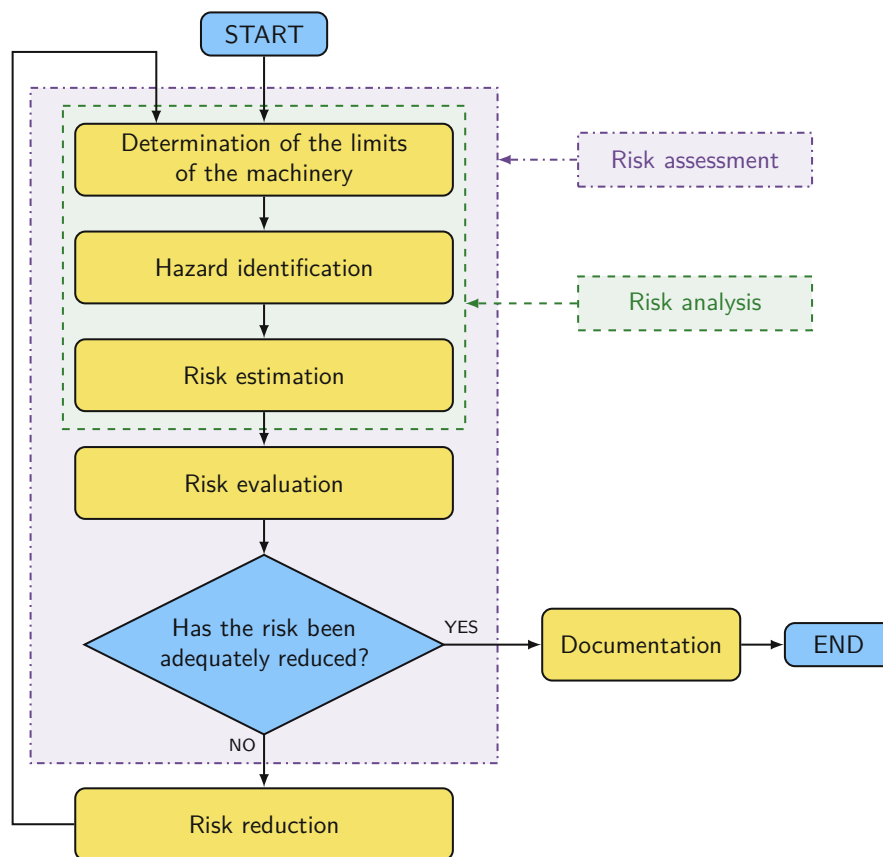 START
Determination of the limits
of the machinery
Risk assessment
Hazard identification
Risk analysis
Risk estimation
Risk evaluation
Has the risk been
adequately reduced?
YES
Documentation
END
NO
Risk reduction